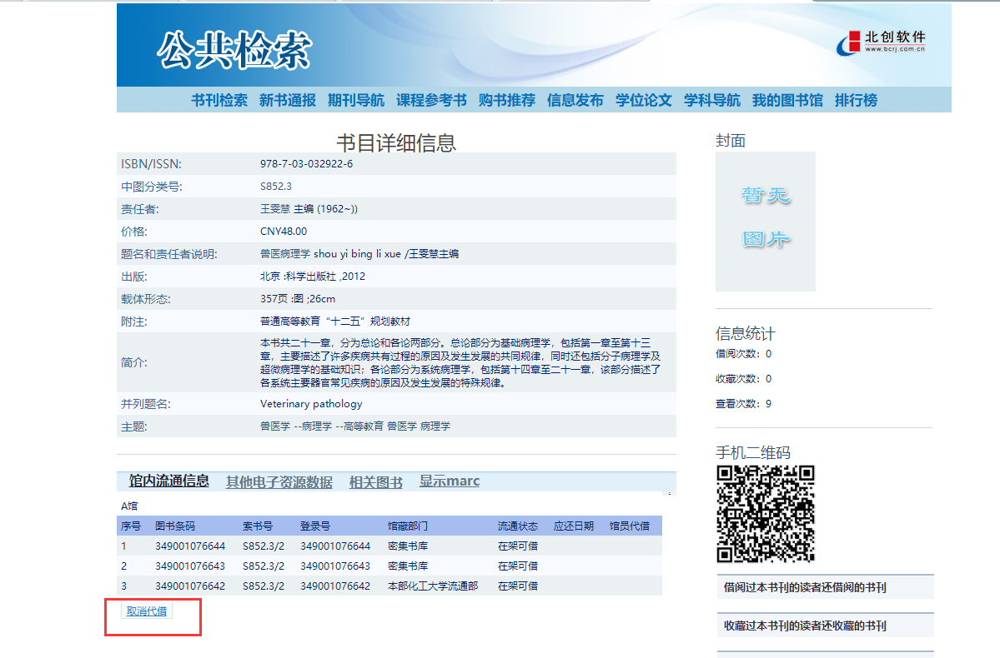 公共检索
北创软件
www.bcrj.com.cn
书刊检索 新书通报 期刊导航 课程参考书 购书推荐 信息发布 学位论文 学科导航 我的图书馆 排行榜
书目详细信息
ISBN/ISSN: 978-7-03-032922-6
中图分类号: S852.3
责任者: 王雯慧 主编 (1962~))
价格: CNY48.00
题名和责任者说明: 兽医病理学 shou yi bing li xue /王雯慧主编
出版: 北京 :科学出版社 ,2012
载体形态: 357页 :图 ;26cm
附注: 普通高等教育“十二五”规划教材
简介: 本书共二十一章，分为总论和各论两部分。总论部分为基础病理学，包括第一章至第十三
章，主要描述了许多疾病共有过程的原因及发生发展的共同规律，同时还包括分子病理学及
超微病理学的基础知识；各论部分为系统病理学，包括第十四章至二十一章，该部分描述了
各系统主要器官常见疾病的原因及发生发展的特殊规律。
并列题名: Veterinary pathology
主题: 兽医学 --病理学 --高等教育 兽医学 病理学
馆内流通信息 其他电子资源数据 相关图书 显示marc
A馆
序号 图书条码 索书号 登录号 馆藏部门 流通状态 应还日期 馆员代借
1 349001076644 S852.3/2 349001076644 密集书库 在架可借
2 349001076643 S852.3/2 349001076643 密集书库 在架可借
3 349001076642 S852.3/2 349001076642 本部化工大学流通部 在架可借
取消代借
封面
暂无
图片
信息统计
借阅次数：0
收藏次数：0
查看次数：9
手机二维码
借阅过本书刊的读者还借阅的书刊
收藏过本书刊的读者还收藏的书刊